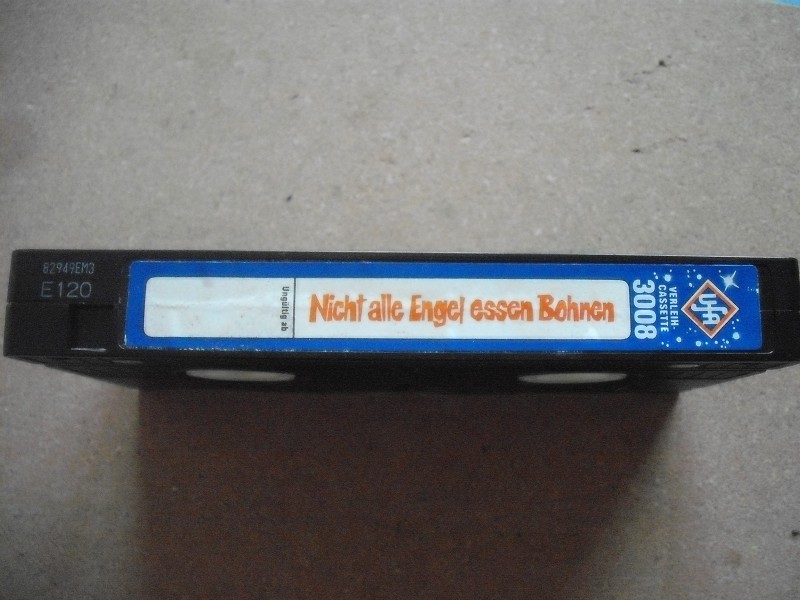 82949EM3
E120
Ungültig ab
Nicht alle Engel essen Bohnen
3008
VERLEIH-
CASSETTE
UFA